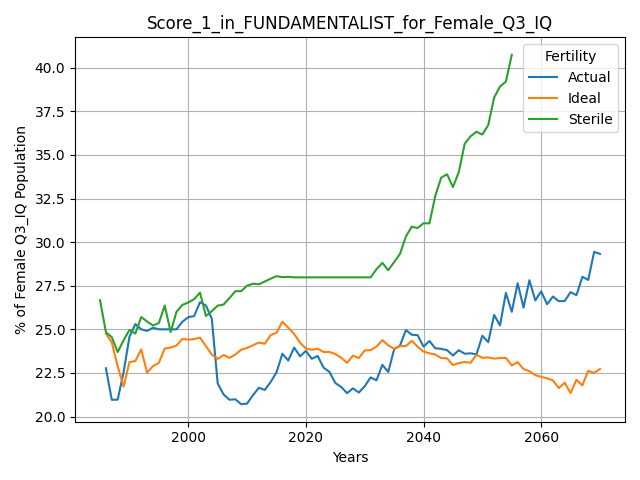 Score_1_in_FUNDAMENTALIST_for_Female_Q3_IQ
Fertility
Actual
Ideal
Sterile
% of Female Q3_IQ Population
40.0
37.5
35.0
32.5
30.0
27.5
25.0
22.5
20.0
2000
2020
2040
2060
Years